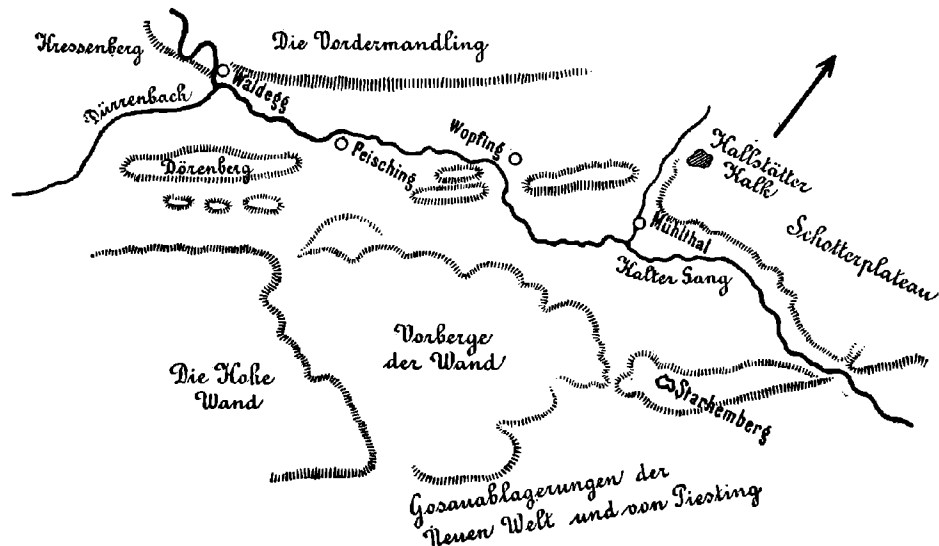 Kressenberg
Die Vordermandling
Waldegg
Dürrenbach
Wopfing
Peisching
Dörenberg
Hallstätter
Kalk
Mühlthal
Schotterplateau
Kalter Gang
Vorberge
der Wand
Die Hohe
Wand
Starhemberg
Gosauablagerungen der
Neuen Welt und von Piesting